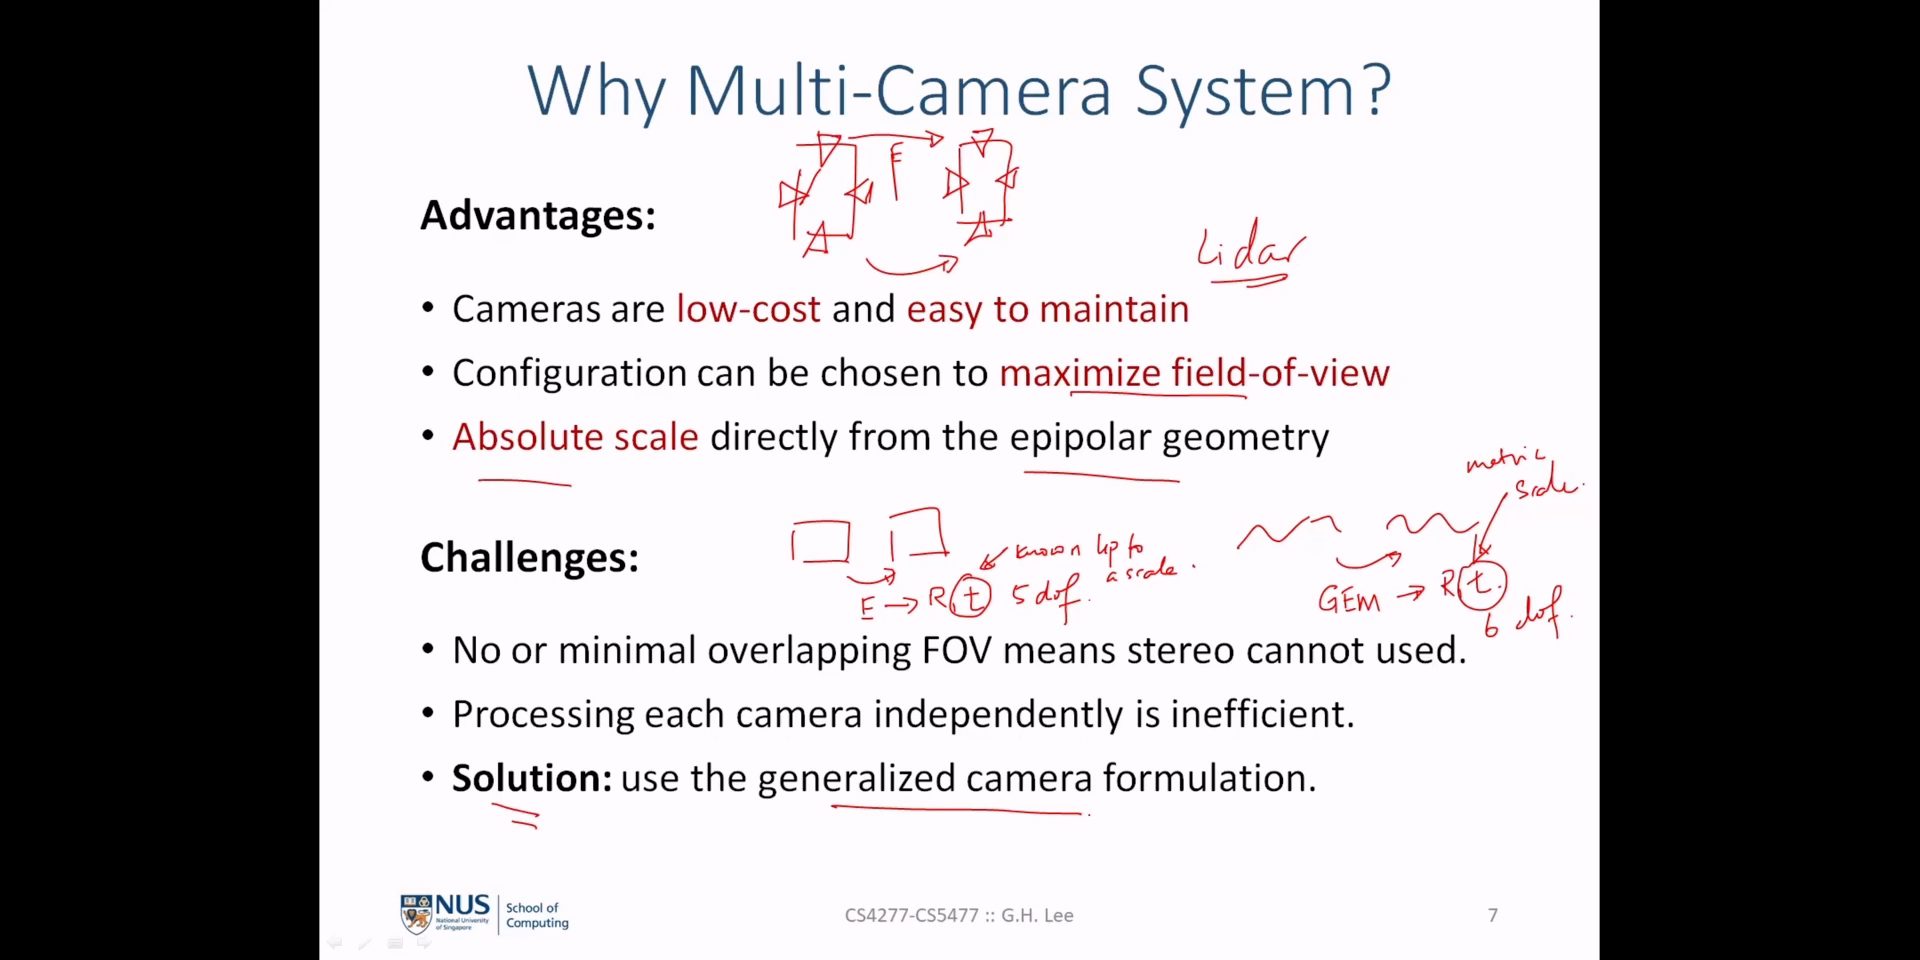 Why Multi-Camera System?
E
Advantages:
Lidar
• Cameras are low-cost and easy to maintain
• Configuration can be chosen to maximize field-of-view
• Absolute scale directly from the epipolar geometry
metric
scale.
Challenges:
known up to
a scale.
E → R, t 5 dof.
GEM → R, t.
6 dof.
• No or minimal overlapping FOV means stereo cannot used.
• Processing each camera independently is inefficient.
• Solution: use the generalized camera formulation.
NUS
National University
of Singapore
School of
Computing
CS4277-CS5477 :: G.H. Lee
7